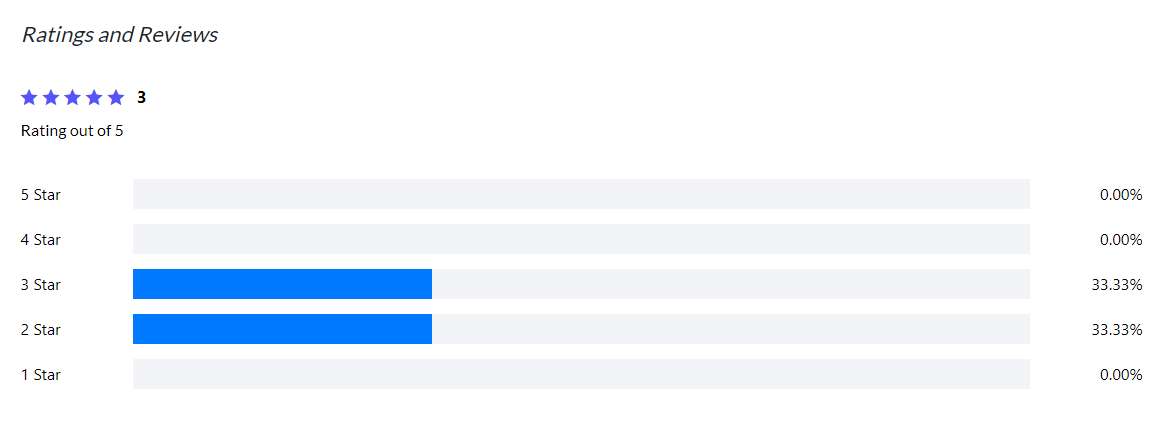 Ratings and Reviews
3
Rating out of 5
5 Star 0.00%
4 Star 0.00%
3 Star 33.33%
2 Star 33.33%
1 Star 0.00%